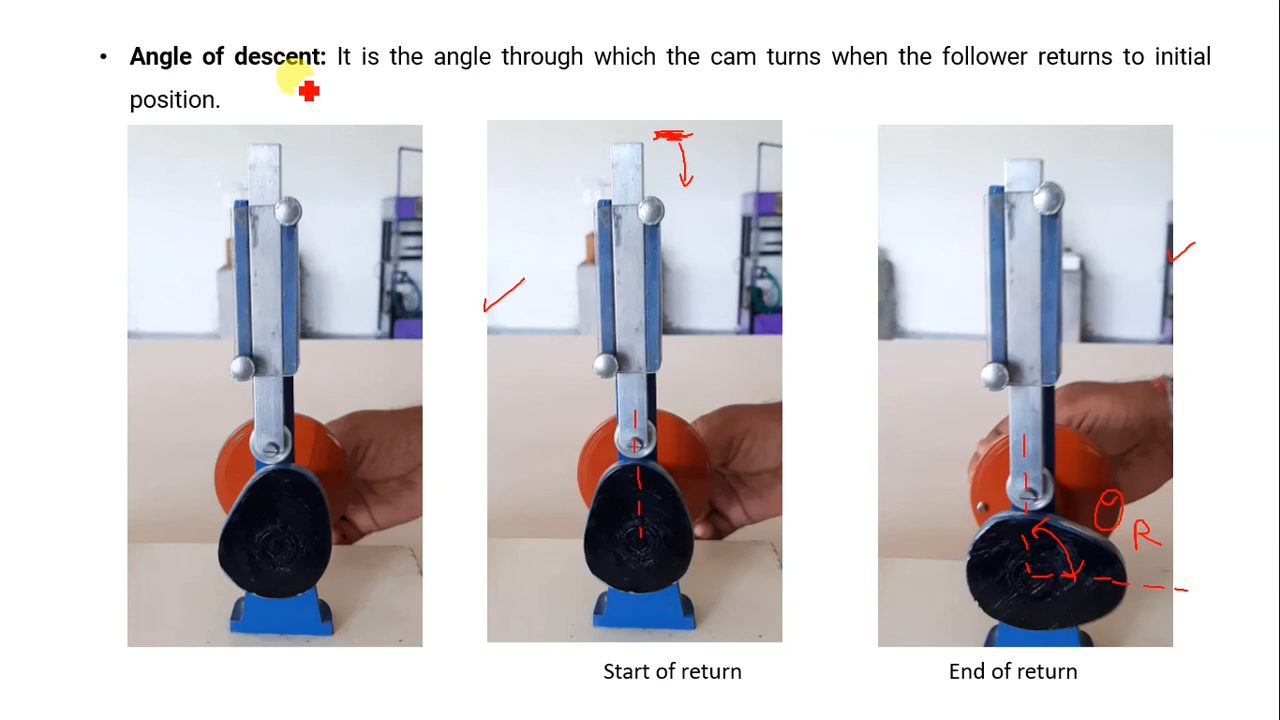 • Angle of descent: It is the angle through which the cam turns when the follower returns to initial
position.
θR
Start of return
End of return